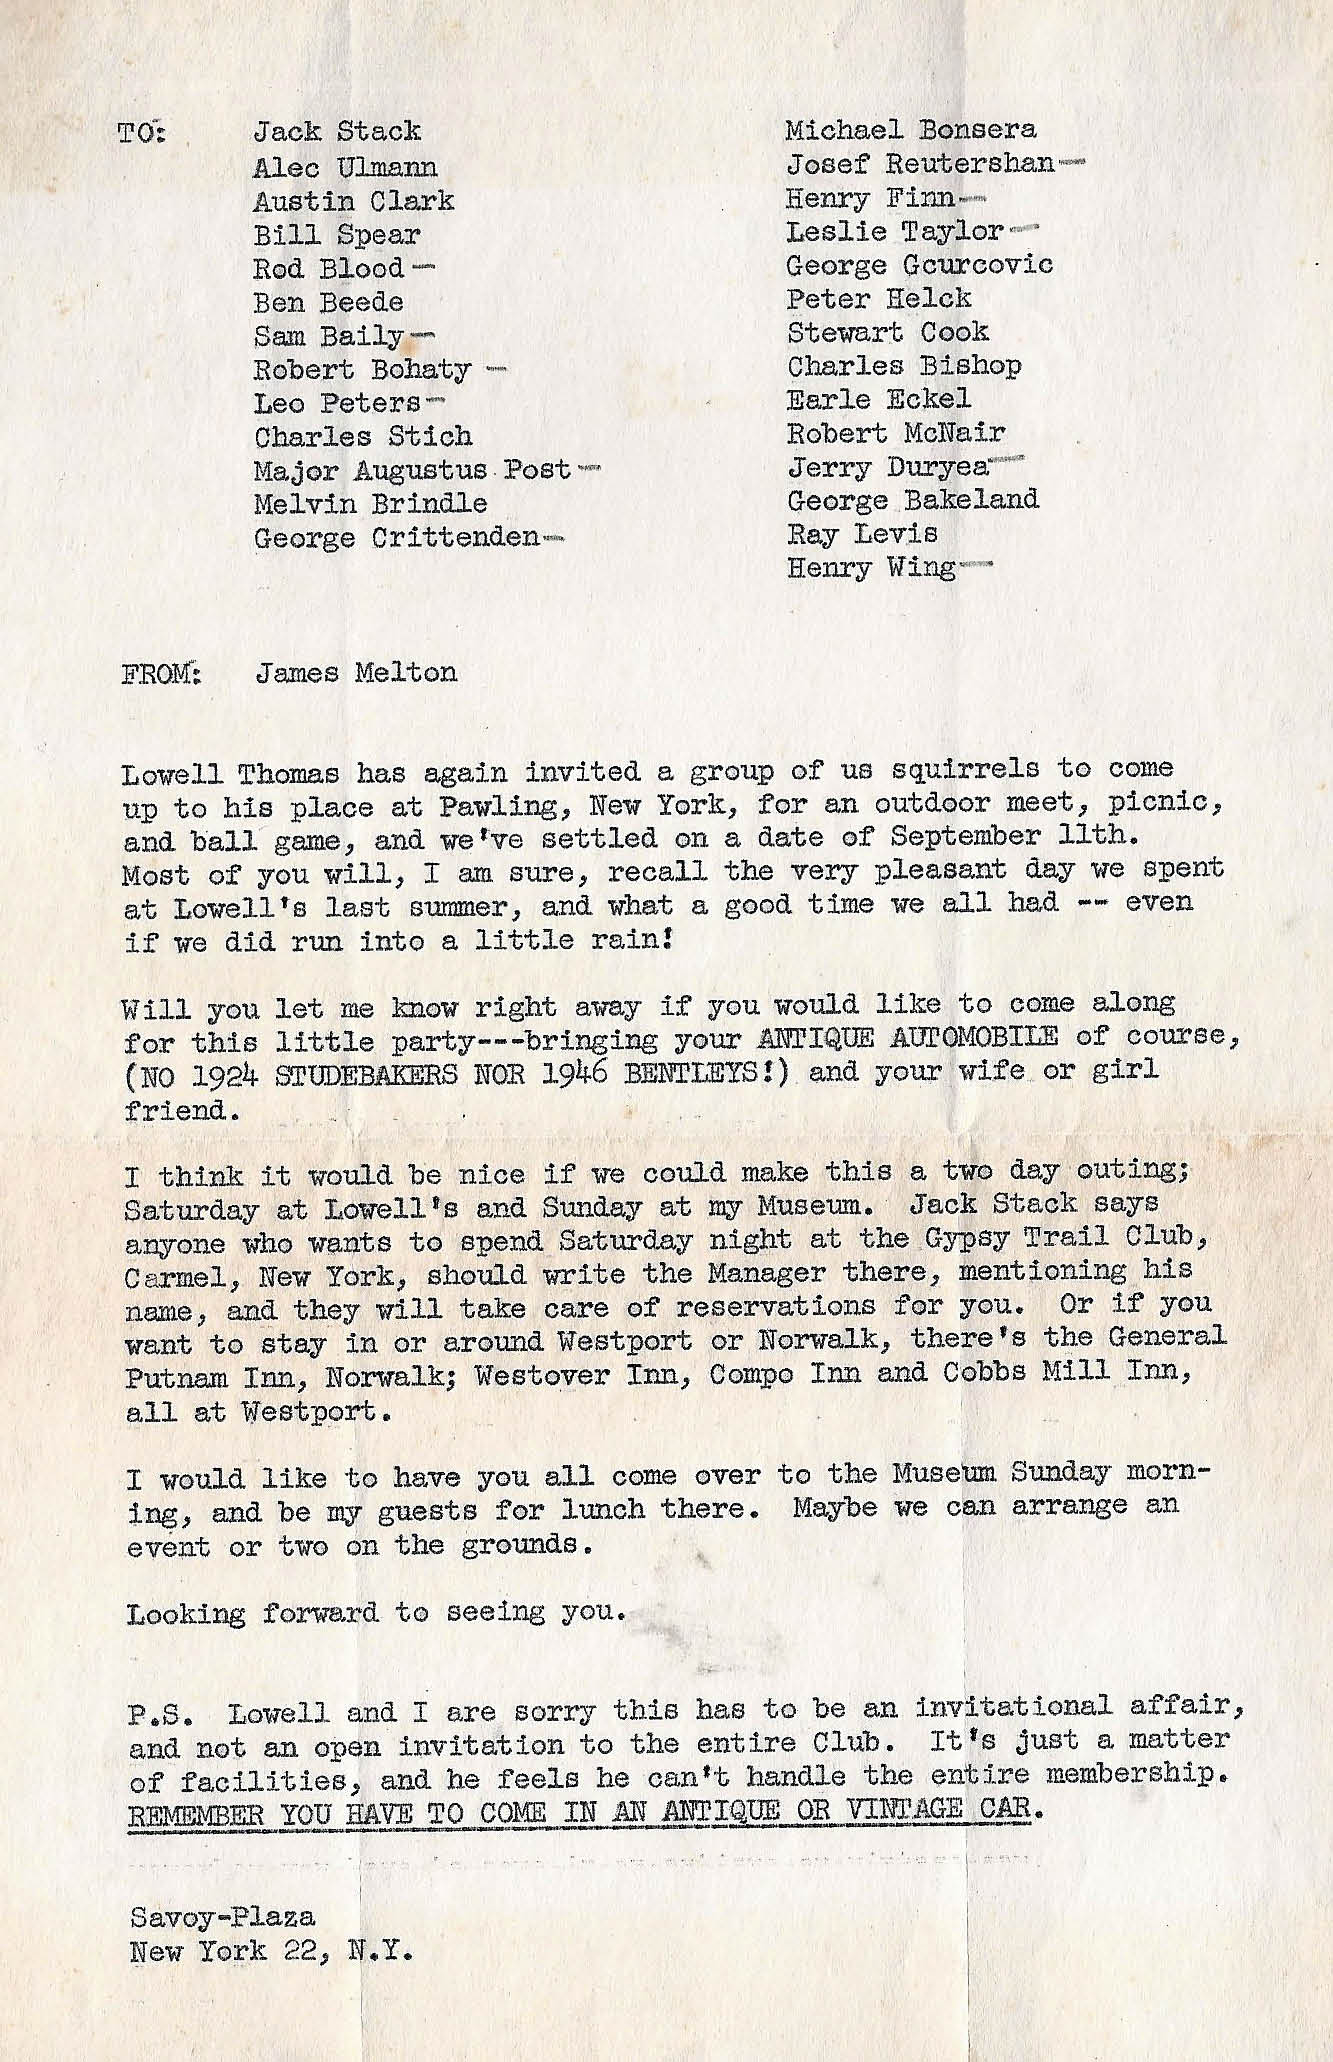 TO: Jack Stack
Alec Ulmann
Austin Clark
Bill Spear
Rod Blood -
Ben Beede
Sam Baily -
Robert Bohaty -
Leo Peters -
Charles Stich
Major Augustus Post -
Melvin Brindle
George Crittenden -
Michael Bonsera
Josef Reutershan -
Henry Finn -
Leslie Taylor -
George Gcurcovic
Peter Helck
Stewart Cook
Charles Bishop
Earle Eckel
Robert McNair
Jerry Duryea -
George Bakeland
Ray Levis
Henry Wing -
FROM: James Melton
Lowell Thomas has again invited a group of us squirrels to come
up to his place at Pawling, New York, for an outdoor meet, picnic,
and ball game, and we've settled on a date of September 11th.
Most of you will, I am sure, recall the very pleasant day we spent
at Lowell's last summer, and what a good time we all had -- even
if we did run into a little rain!
Will you let me know right away if you would like to come along
for this little party---bringing your ANTIQUE AUTOMOBILE of course,
(NO 1924 STUDEBAKERS NOR 1946 BENTLEYS!) and your wife or girl
friend.
I think it would be nice if we could make this a two day outing;
Saturday at Lowell's and Sunday at my Museum. Jack Stack says
anyone who wants to spend Saturday night at the Gypsy Trail Club,
Carmel, New York, should write the Manager there, mentioning his
name, and they will take care of reservations for you. Or if you
want to stay in or around Westport or Norwalk, there's the General
Putnam Inn, Norwalk; Westover Inn, Compo Inn and Cobbs Mill Inn,
all at Westport.
I would like to have you all come over to the Museum Sunday morn-
ing, and be my guests for lunch there. Maybe we can arrange an
event or two on the grounds.
Looking forward to seeing you.
P.S. Lowell and I are sorry this has to be an invitational affair,
and not an open invitation to the entire Club. It's just a matter
of facilities, and he feels he can't handle the entire membership.
REMEMBER YOU HAVE TO COME IN AN ANTIQUE OR VINTAGE CAR.
Savoy-Plaza
New York 22, N.Y.